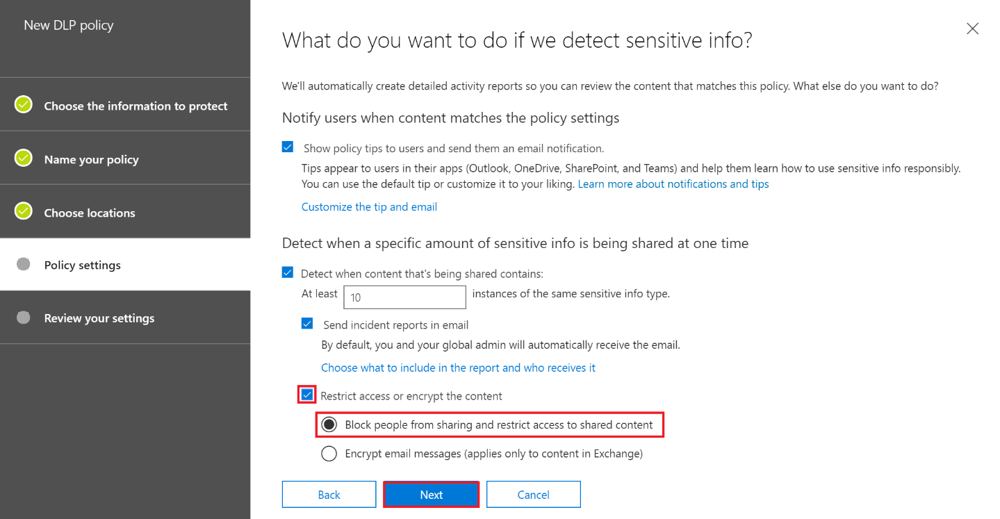 New DLP policy
Choose the information to protect
Name your policy
Choose locations
Policy settings
Review your settings
What do you want to do if we detect sensitive info?
We'll automatically create detailed activity reports so you can review the content that matches this policy. What else do you want to do?
Notify users when content matches the policy settings
Show policy tips to users and send them an email notification.
Tips appear to users in their apps (Outlook, OneDrive, SharePoint, and Teams) and help them learn how to use sensitive info responsibly.
You can use the default tip or customize it to your liking. Learn more about notifications and tips
Customize the tip and email
Detect when a specific amount of sensitive info is being shared at one time
Detect when content that's being shared contains:
At least 10 instances of the same sensitive info type.
Send incident reports in email
By default, you and your global admin will automatically receive the email.
Choose what to include in the report and who receives it
Restrict access or encrypt the content
Block people from sharing and restrict access to shared content
Encrypt email messages (applies only to content in Exchange)
Back Next Cancel